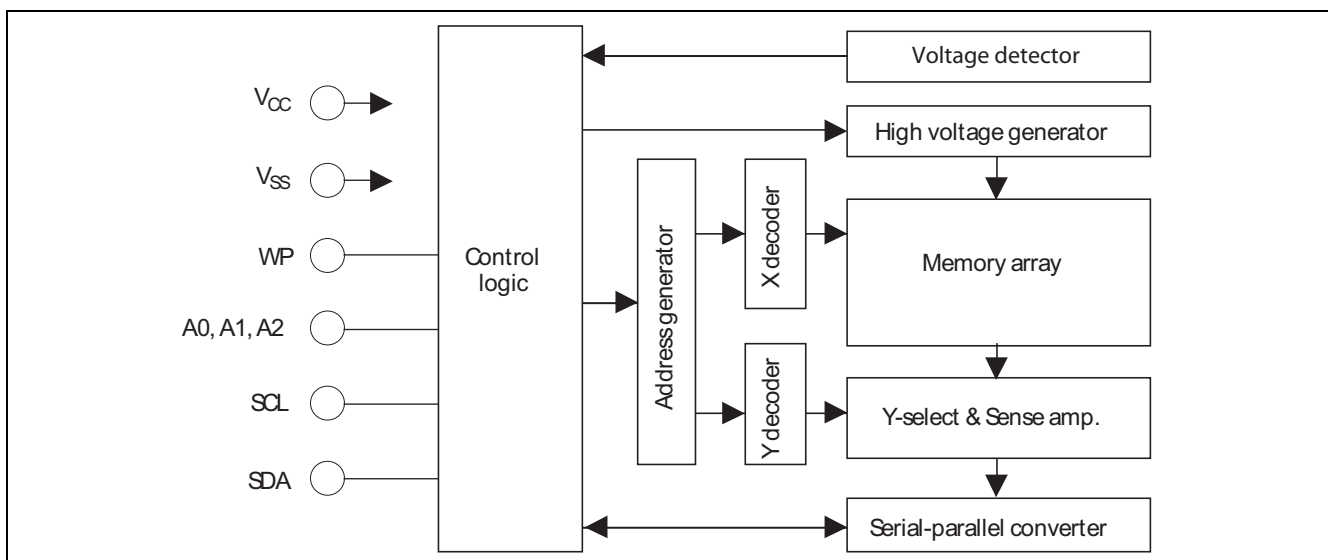 Voltage detector
V_CC
High voltage generator
V_SS
X decoder
Address generator
WP
Control
logic
Memory array
A0, A1, A2
SCL
Y decoder
Y-select & Sense amp.
SDA
Serial-parallel converter